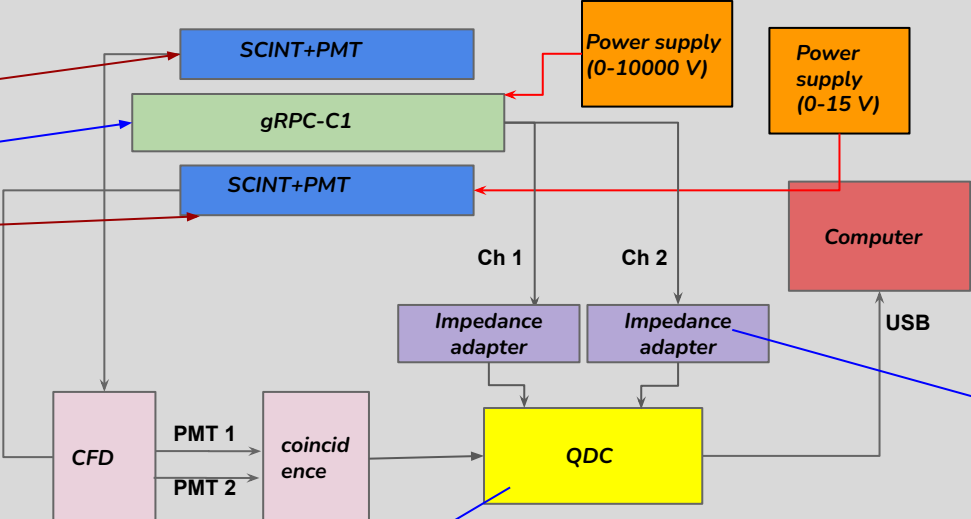 SCINT+PMT
Power supply
(0-10000 V)
Power
supply
(0-15 V)
gRPC-C1
SCINT+PMT
Computer
Ch 1
Ch 2
Impedance
adapter
Impedance
adapter
USB
CFD
PMT 1
PMT 2
coincid
ence
QDC